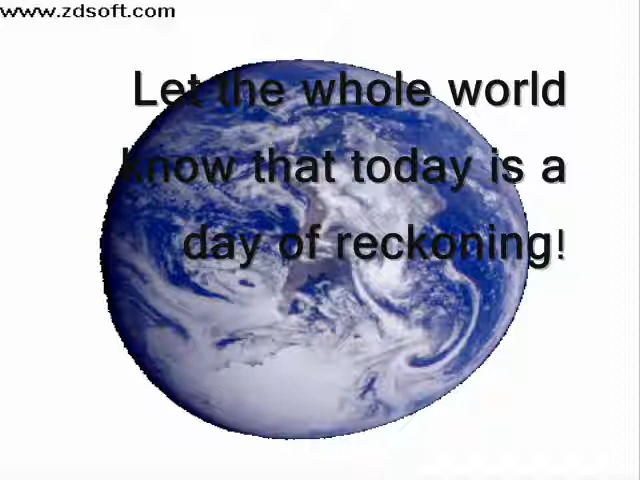 www.zdsoft.com
Let the whole world
know that today is a
day of reckoning!